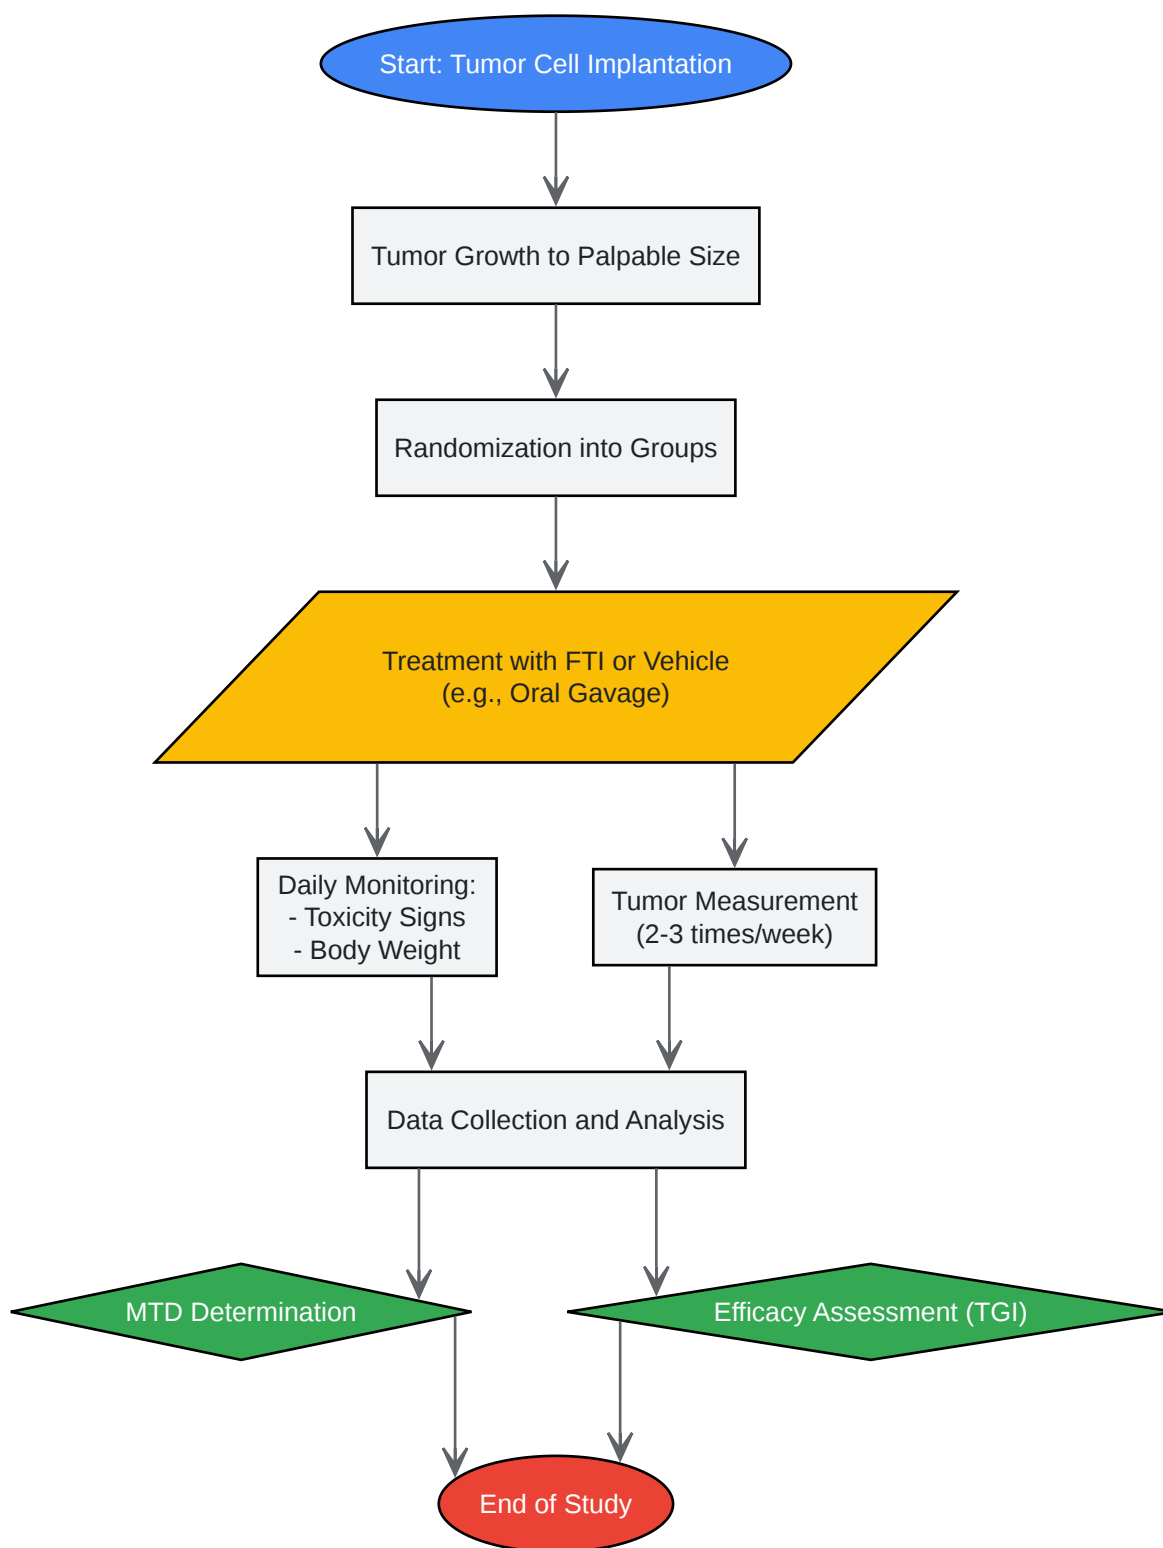 Start: Tumor Cell Implantation
Tumor Growth to Palpable Size
Randomization into Groups
Treatment with FTI or Vehicle
(e.g., Oral Gavage)
Daily Monitoring:
- Toxicity Signs
- Body Weight
Tumor Measurement
(2-3 times/week)
Data Collection and Analysis
MTD Determination
Efficacy Assessment (TGI)
End of Study